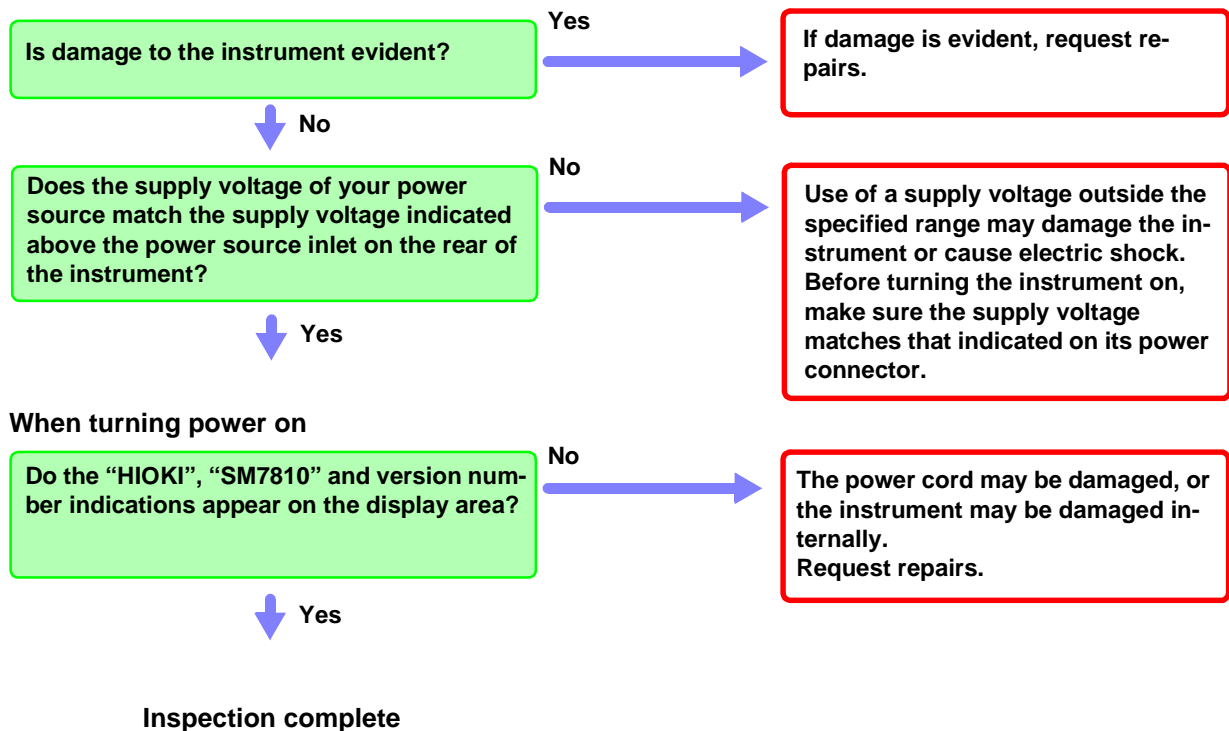 Is damage to the instrument evident?
Yes
If damage is evident, request re-
pairs.
No
Does the supply voltage of your power
source match the supply voltage indicated
above the power source inlet on the rear of
the instrument?
No
Use of a supply voltage outside the
specified range may damage the in-
strument or cause electric shock.
Before turning the instrument on,
make sure the supply voltage
matches that indicated on its power
connector.
Yes
When turning power on
Do the “HIOKI”, “SM7810” and version num-
ber indications appear on the display area?
No
The power cord may be damaged, or
the instrument may be damaged in-
ternally.
Request repairs.
Yes
Inspection complete